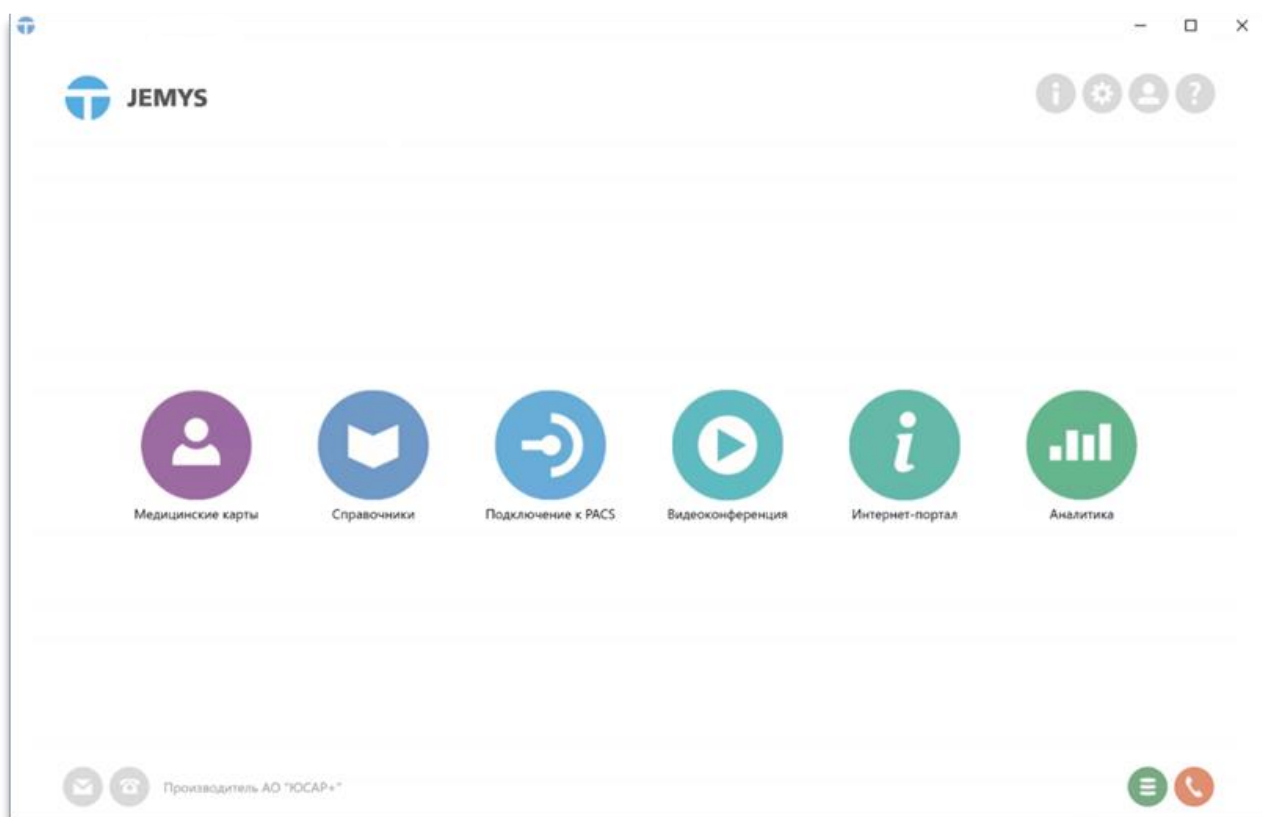 JEMYS
Медицинские карты
Справочники
Подключение к PACS
Видеоконференция
Интернет-портал
Аналитика
Производитель АО "ЮСАР+"